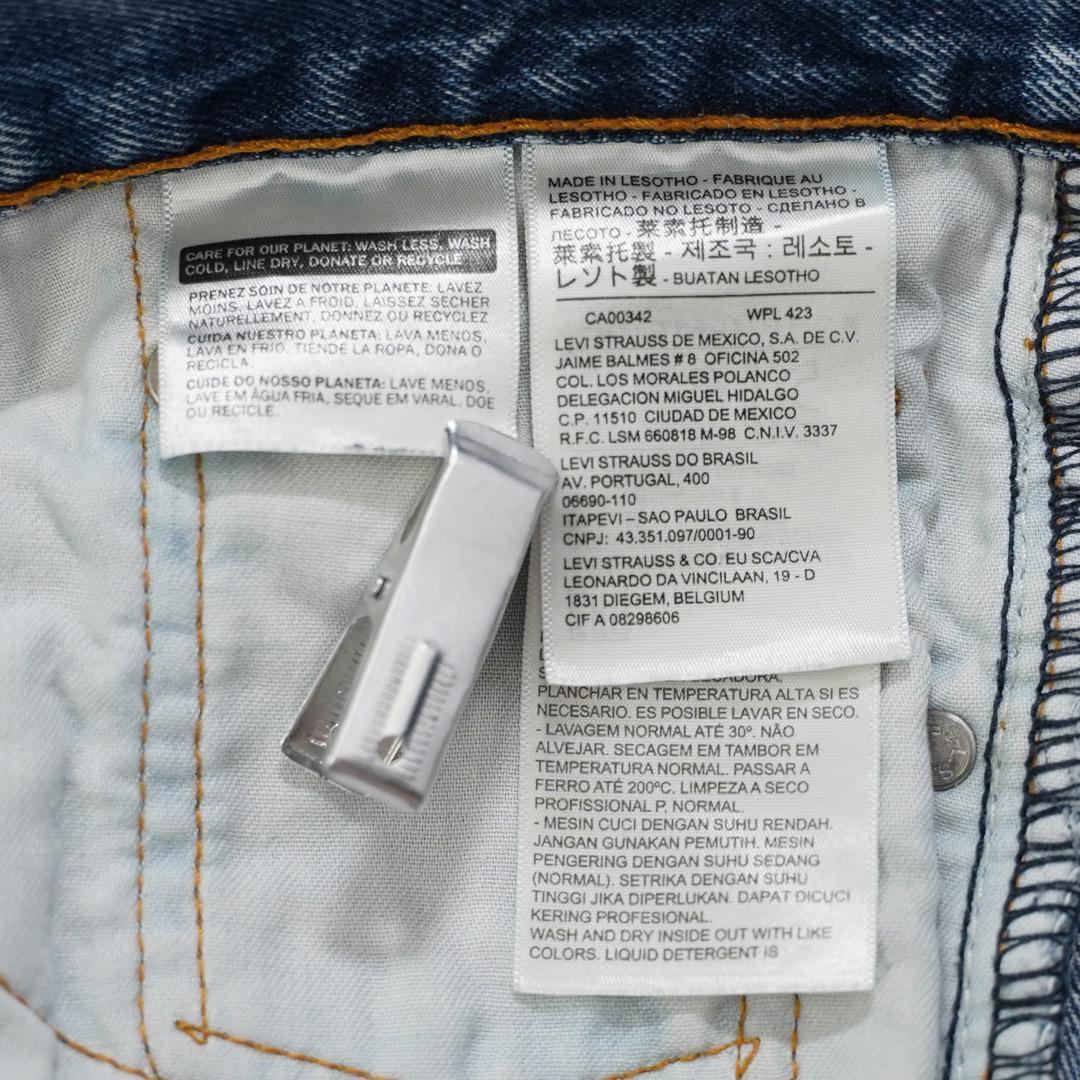 CARE FOR OUR PLANET: WASH LESS, WASH
COLD, LINE DRY, DONATE OR RECYCLE
PRENEZ SOIN DE NOTRE PLANETE: LAVEZ
MOINS, LAVEZ A FROID, LAISSEZ SECHER
NATURELLEMENT, DONNEZ OU RECYCLEZ
CUIDA NUESTRO PLANETA: LAVA MENOS,
LAVA EN FRIO, TIENDE LA ROPA, DONA O
RECICLA.
CUIDE DO NOSSO PLANETA: LAVE MENOS,
LAVE EM ÁGUA FRIA, SEQUE EM VARAL, DOE
OU RECICLE.
MADE IN LESOTHO - FABRIQUE AU
LESOTHO - FABRICADO EN LESOTHO -
FABRICADO NO LESOTO - СДЕЛАНО В
ЛЕСОТО - 莱索托制造 -
萊索托製 - 제조국 : 레소토 -
レソト製 - BUATAN LESOTHO
CA00342 WPL 423
LEVI STRAUSS DE MEXICO, S.A. DE C.V.
JAIME BALMES # 8 OFICINA 502
COL. LOS MORALES POLANCO
DELEGACION MIGUEL HIDALGO
C.P. 11510 CIUDAD DE MEXICO
R.F.C. LSM 660818 M-98 C.N.I.V. 3337
LEVI STRAUSS DO BRASIL
AV. PORTUGAL, 400
06690-110
ITAPEVI – SAO PAULO BRASIL
CNPJ: 43.351.097/0001-90
LEVI STRAUSS & CO. EU SCA/CVA
LEONARDO DA VINCILAAN, 19 - D
1831 DIEGEM, BELGIUM
CIF A 08298606
PLANCHAR EN TEMPERATURA ALTA SI ES
NECESARIO. ES POSIBLE LAVAR EN SECO.
- LAVAGEM NORMAL ATÉ 30º. NÃO
ALVEJAR. SECAGEM EM TAMBOR EM
TEMPERATURA NORMAL. PASSAR A
FERRO ATÉ 200ºC. LIMPEZA A SECO
PROFISSIONAL P, NORMAL.
- MESIN CUCI DENGAN SUHU RENDAH.
JANGAN GUNAKAN PEMUTIH. MESIN
PENGERING DENGAN SUHU SEDANG
(NORMAL). SETRIKA DENGAN SUHU
TINGGI JIKA DIPERLUKAN. DAPAT DICUCI
KERING PROFESIONAL.
WASH AND DRY INSIDE OUT WITH LIKE
COLORS. LIQUID DETERGENT IS